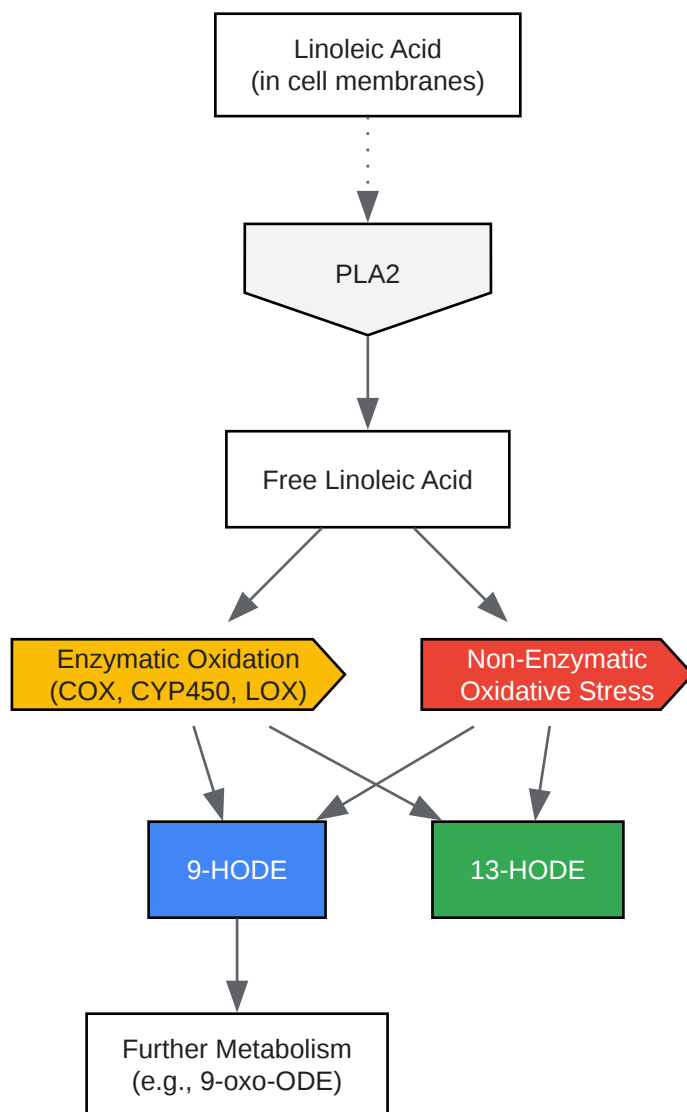 Linoleic Acid
(in cell membranes)
PLA2
Free Linoleic Acid
Enzymatic Oxidation
(COX, CYP450, LOX)
Non-Enzymatic
Oxidative Stress
9-HODE
13-HODE
Further Metabolism
(e.g., 9-oxo-ODE)